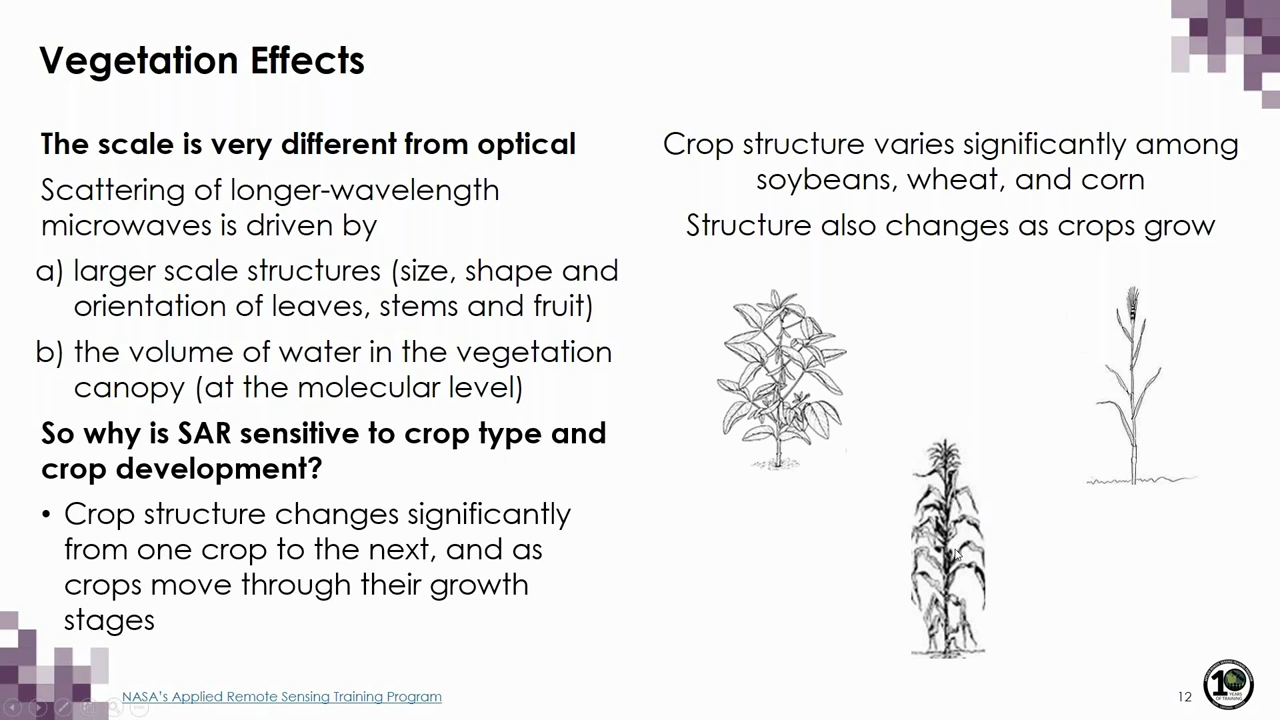 Vegetation Effects
The scale is very different from optical
Scattering of longer-wavelength
microwaves is driven by
a) larger scale structures (size, shape and
orientation of leaves, stems and fruit)
b) the volume of water in the vegetation
canopy (at the molecular level)
So why is SAR sensitive to crop type and
crop development?
• Crop structure changes significantly
from one crop to the next, and as
crops move through their growth
stages
Crop structure varies significantly among
soybeans, wheat, and corn
Structure also changes as crops grow
NASA's Applied Remote Sensing Training Program
12
10
YEARS
OF TRAINING